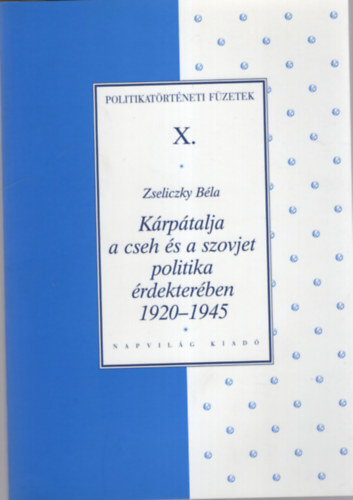 POLITIKATÖRTÉNETI FÜZETEK
X.
Zseliczky Béla
Kárpátalja
a cseh és a szovjet
politika
érdekterében
1920–1945
NAPVILÁG KIADÓ